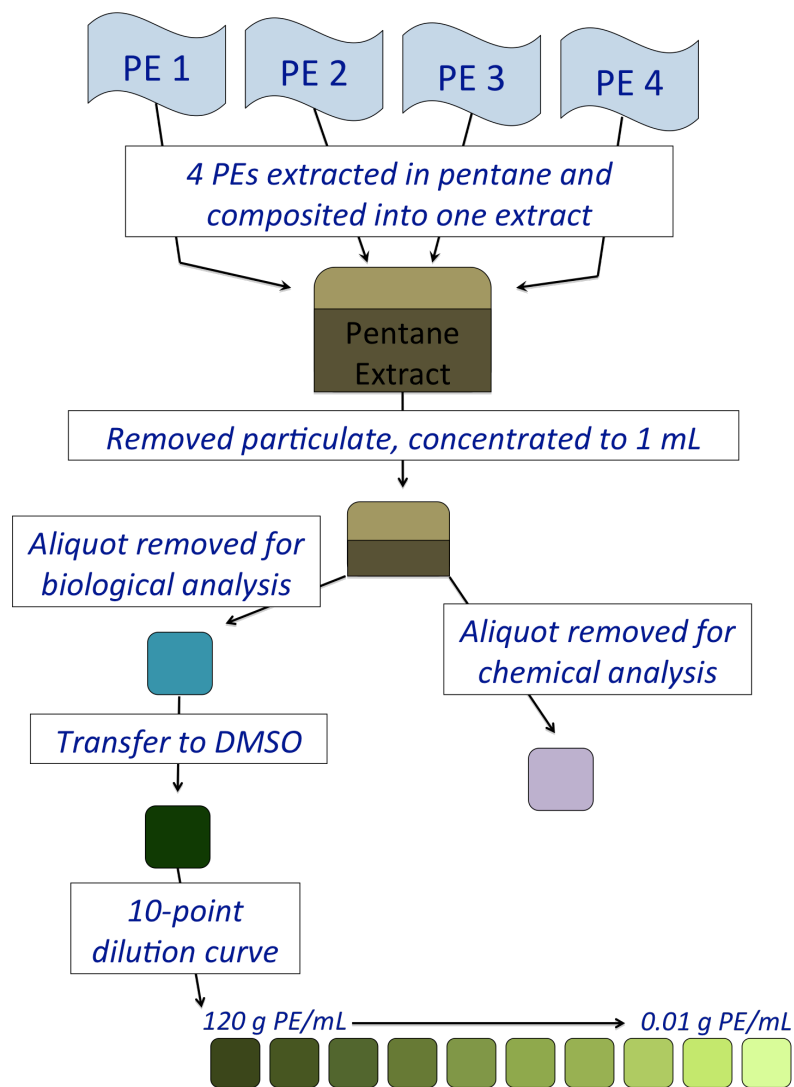 PE 1
PE 2
PE 3
PE 4
4 PEs extracted in pentane and
composited into one extract
Pentane
Extract
Removed particulate, concentrated to 1 mL
Aliquot removed for
biological analysis
Aliquot removed for
chemical analysis
Transfer to DMSO
10-point
dilution curve
120 g PE/mL
0.01 g PE/mL